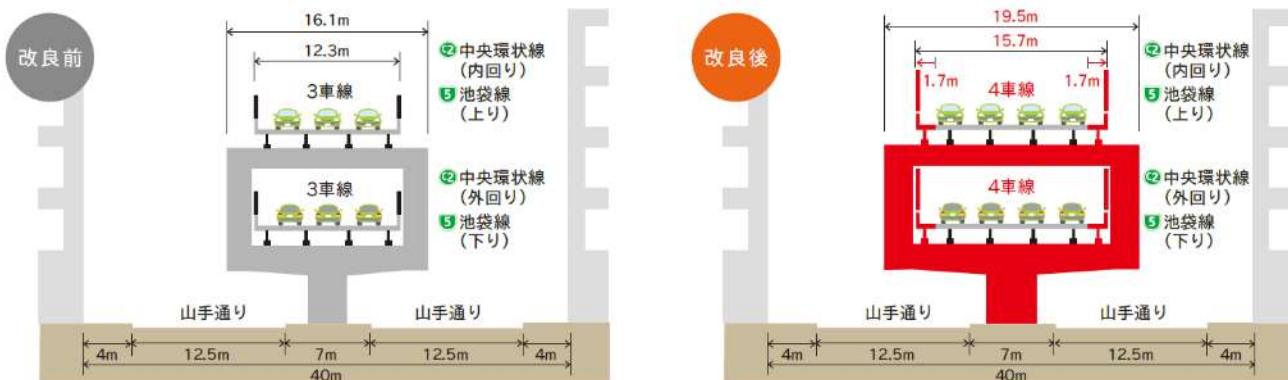 改良前
16.1m
12.3m
3車線
C2 中央環状線
(内回り)
5 池袋線
(上り)
3車線
C2 中央環状線
(外回り)
5 池袋線
(下り)
山手通り
山手通り
4m
12.5m
7m
12.5m
4m
40m
改良後
19.5m
15.7m
1.7m
1.7m
4車線
C2 中央環状線
(内回り)
5 池袋線
(上り)
4車線
C2 中央環状線
(外回り)
5 池袋線
(下り)
山手通り
山手通り
4m
12.5m
7m
12.5m
4m
40m